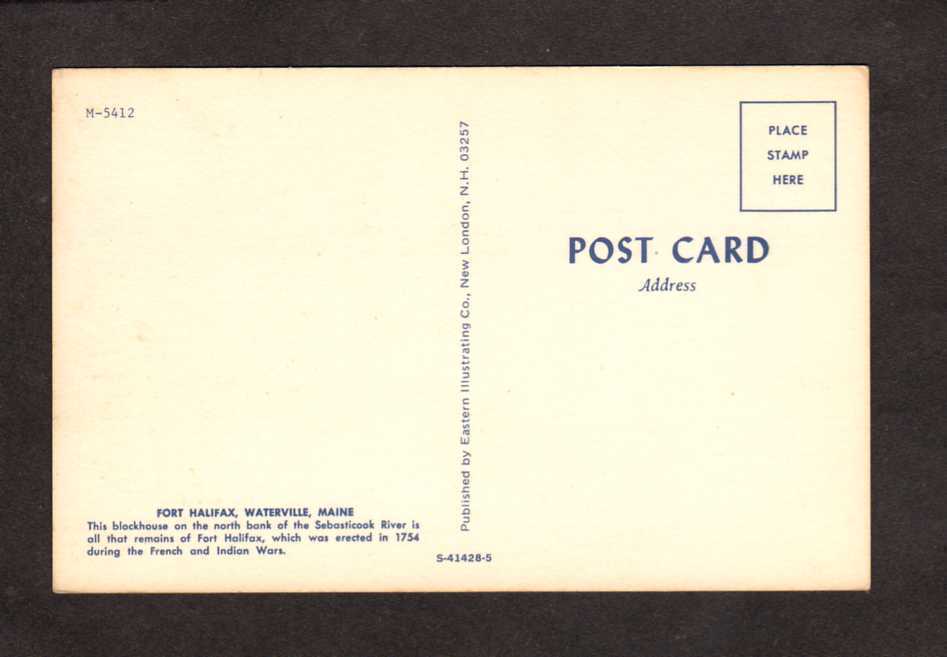 M-5412
PLACE
STAMP
HERE
POST CARD
Address
Published by Eastern Illustrating Co., New London, N.H. 03257
FORT HALIFAX, WATERVILLE, MAINE
This blockhouse on the north bank of the Sebasticook River is
all that remains of Fort Halifax, which was erected in 1754
during the French and Indian Wars.
S-41428-5